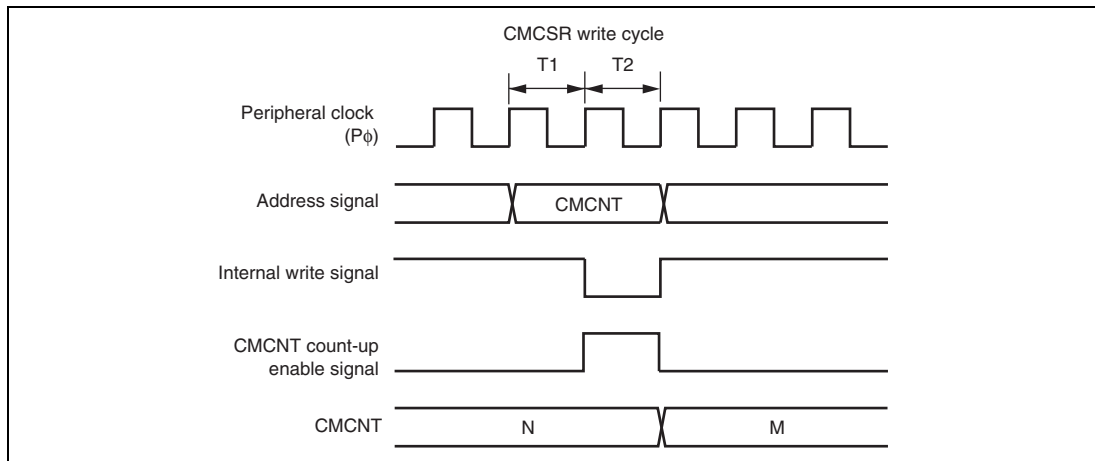 CMCSR write cycle
T1 T2
Peripheral clock
(Pϕ)
Address signal
CMCNT
Internal write signal
CMCNT count-up
enable signal
CMCNT
N
M